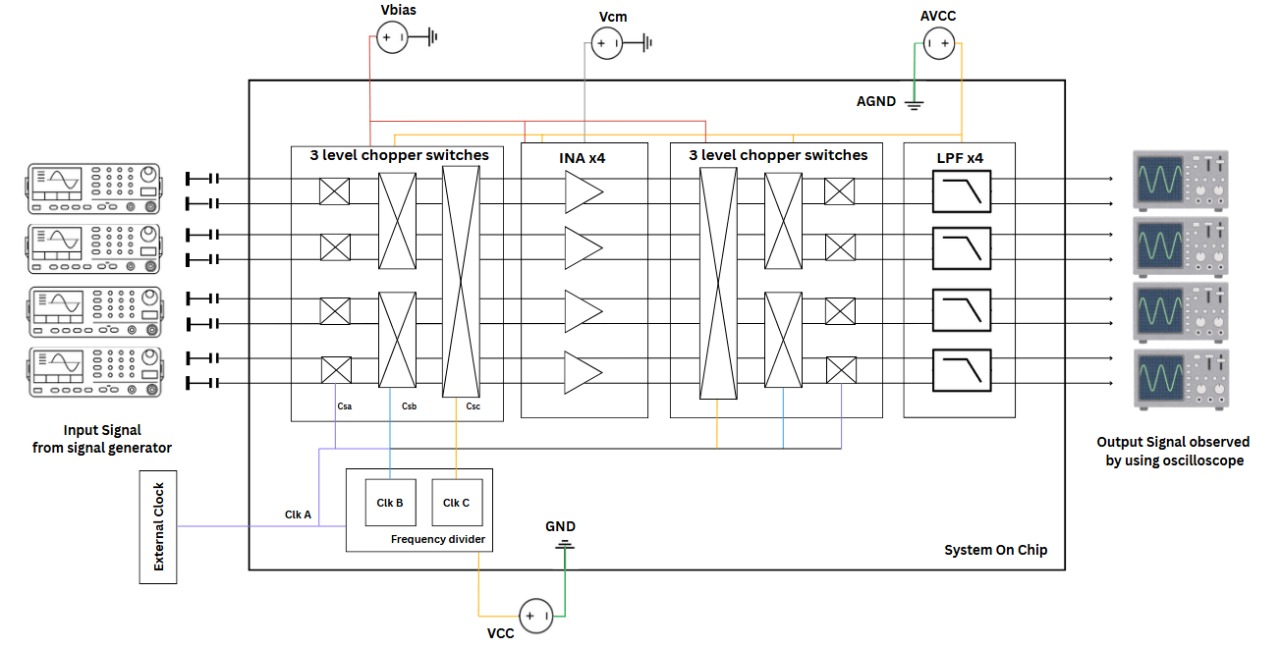 Vbias
Vcm
AVCC
AGND
3 level chopper switches
INA x4
3 level chopper switches
LPF x4
Csa
Csb
Csc
Input Signal
from signal generator
Output Signal observed
by using oscilloscope
External Clock
Clk A
Clk B
Clk C
Frequency divider
GND
System On Chip
VCC